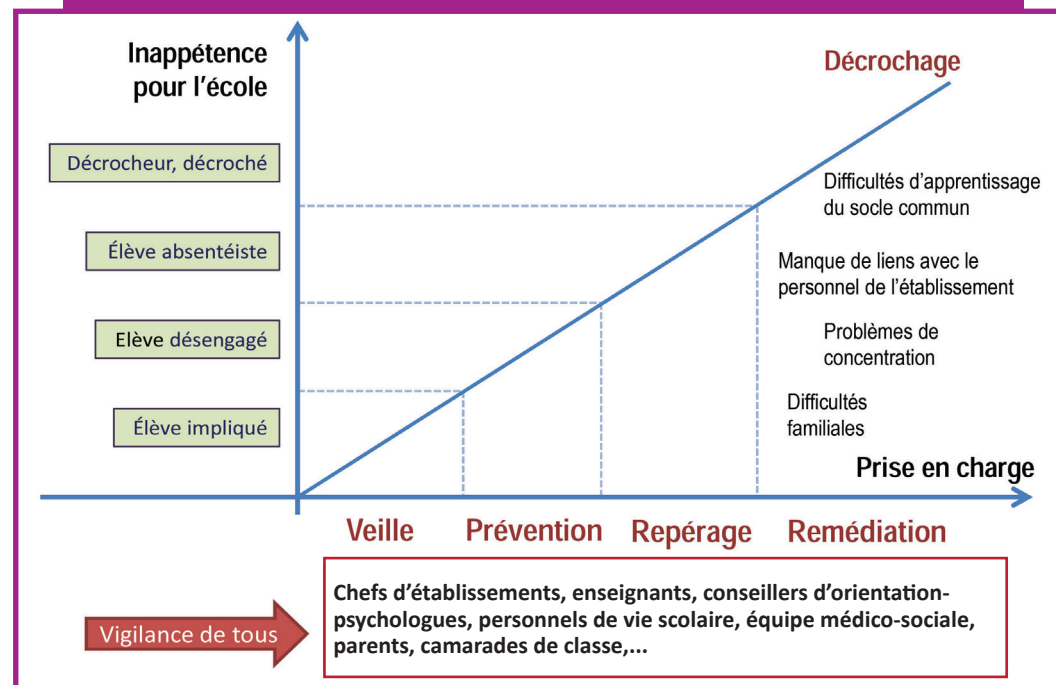 Inappétence
pour l'école
Décrochage
Décrocheur, décroché
Difficultés d'apprentissage
du socle commun
Élève absentéiste
Manque de liens avec le
personnel de l'établissement
Elève désengagé
Problèmes de
concentration
Élève impliqué
Difficultés
familiales
Prise en charge
Veille Prévention Repérage Remédiation
Vigilance de tous
Chefs d'établissements, enseignants, conseillers d'orientation-
psychologues, personnels de vie scolaire, équipe médico-sociale,
parents, camarades de classe,...